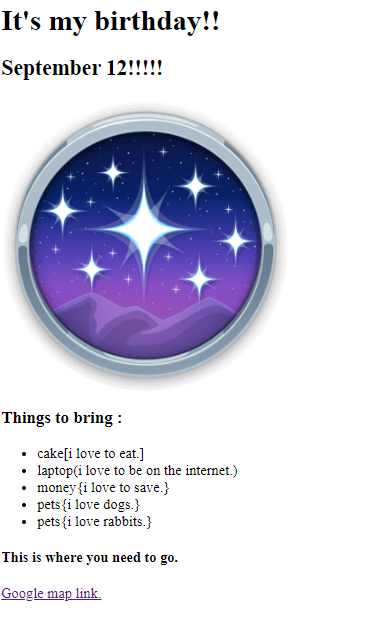 It's my birthday!!
September 12!!!!!
Things to bring :
cake[i love to eat.]
laptop(i love to be on the internet.)
money{i love to save.}
pets{i love dogs.}
pets{i love rabbits.}
This is where you need to go.
Google map link.